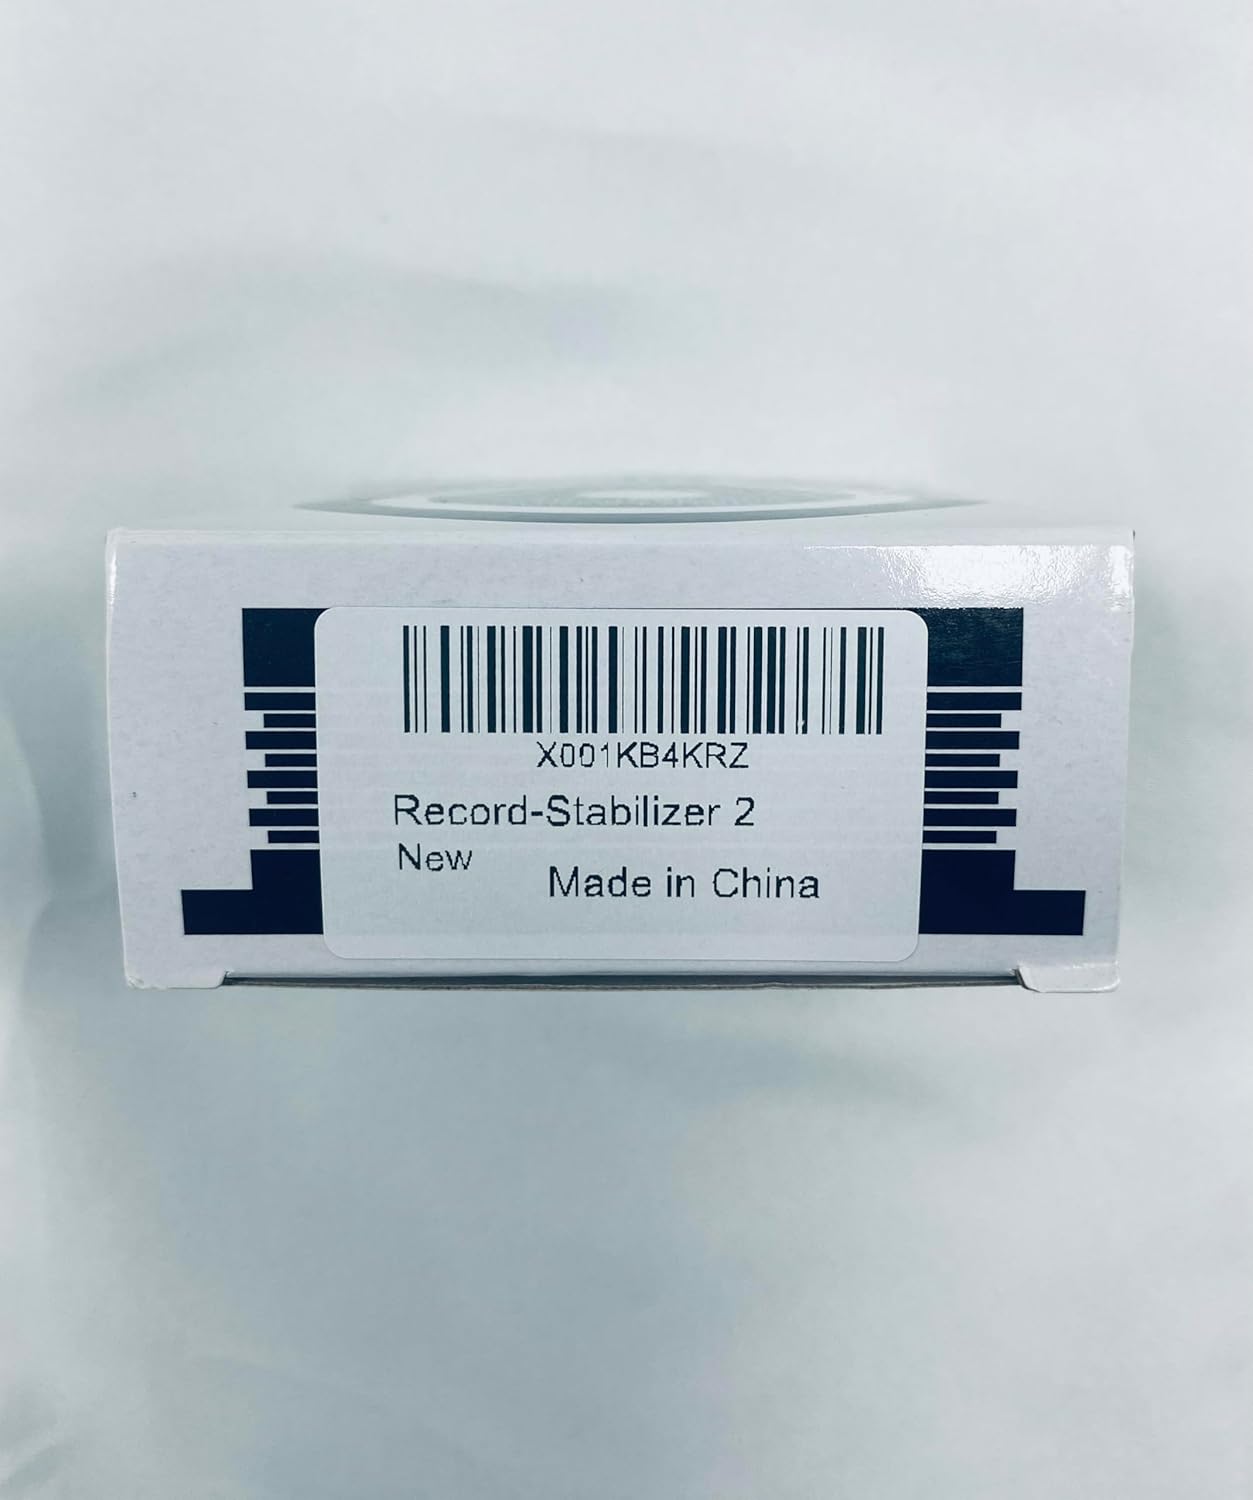 X001KB4KRZ
Record-Stabilizer 2
New
Made in China